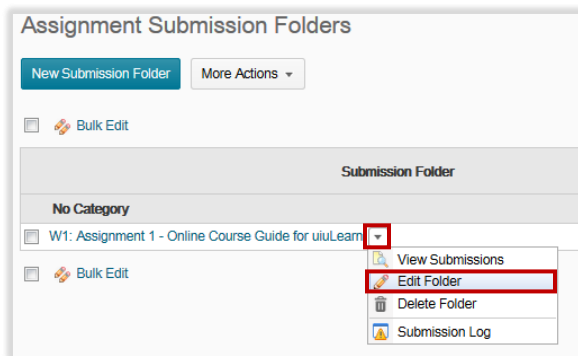 Assignment Submission Folders
New Submission Folder More Actions
Bulk Edit
Submission Folder
No Category
W1: Assignment 1 - Online Course Guide for uiuLearn
View Submissions
Bulk Edit
Edit Folder
Delete Folder
Submission Log